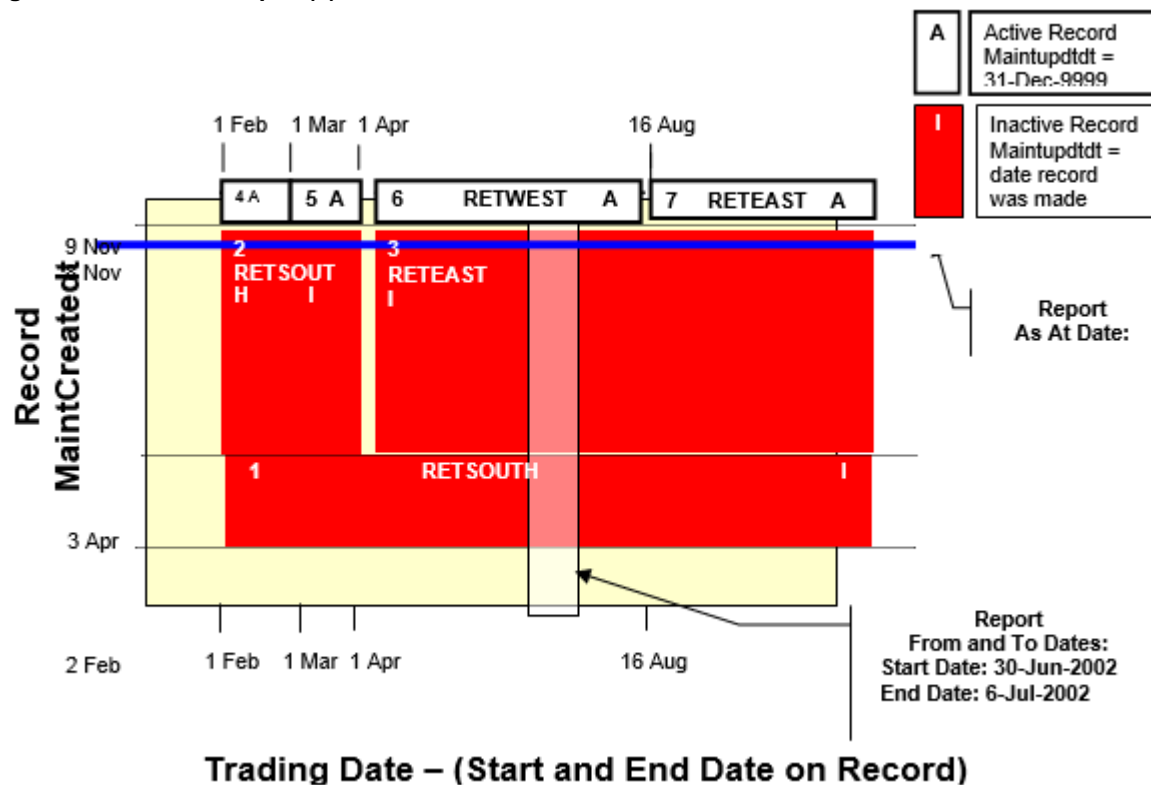 A
Active Record
Maintupdtdt =
31-Dec-9999
I
Inactive Record
Maintupdtdt =
date record
was made
1 Feb
1 Mar
1 Apr
16 Aug
4 A
5 A
6 RETWEST A
7 RETEAST A
9 Nov
Nov
2
RETSOUT
H I
3
RETEAST
I
Report
As At Date:
Record
MaintCreatedt
1 RETSOUTH I
3 Apr
2 Feb
1 Feb
1 Mar
1 Apr
16 Aug
Report
From and To Dates:
Start Date: 30-Jun-2002
End Date: 6-Jul-2002
Trading Date – (Start and End Date on Record)